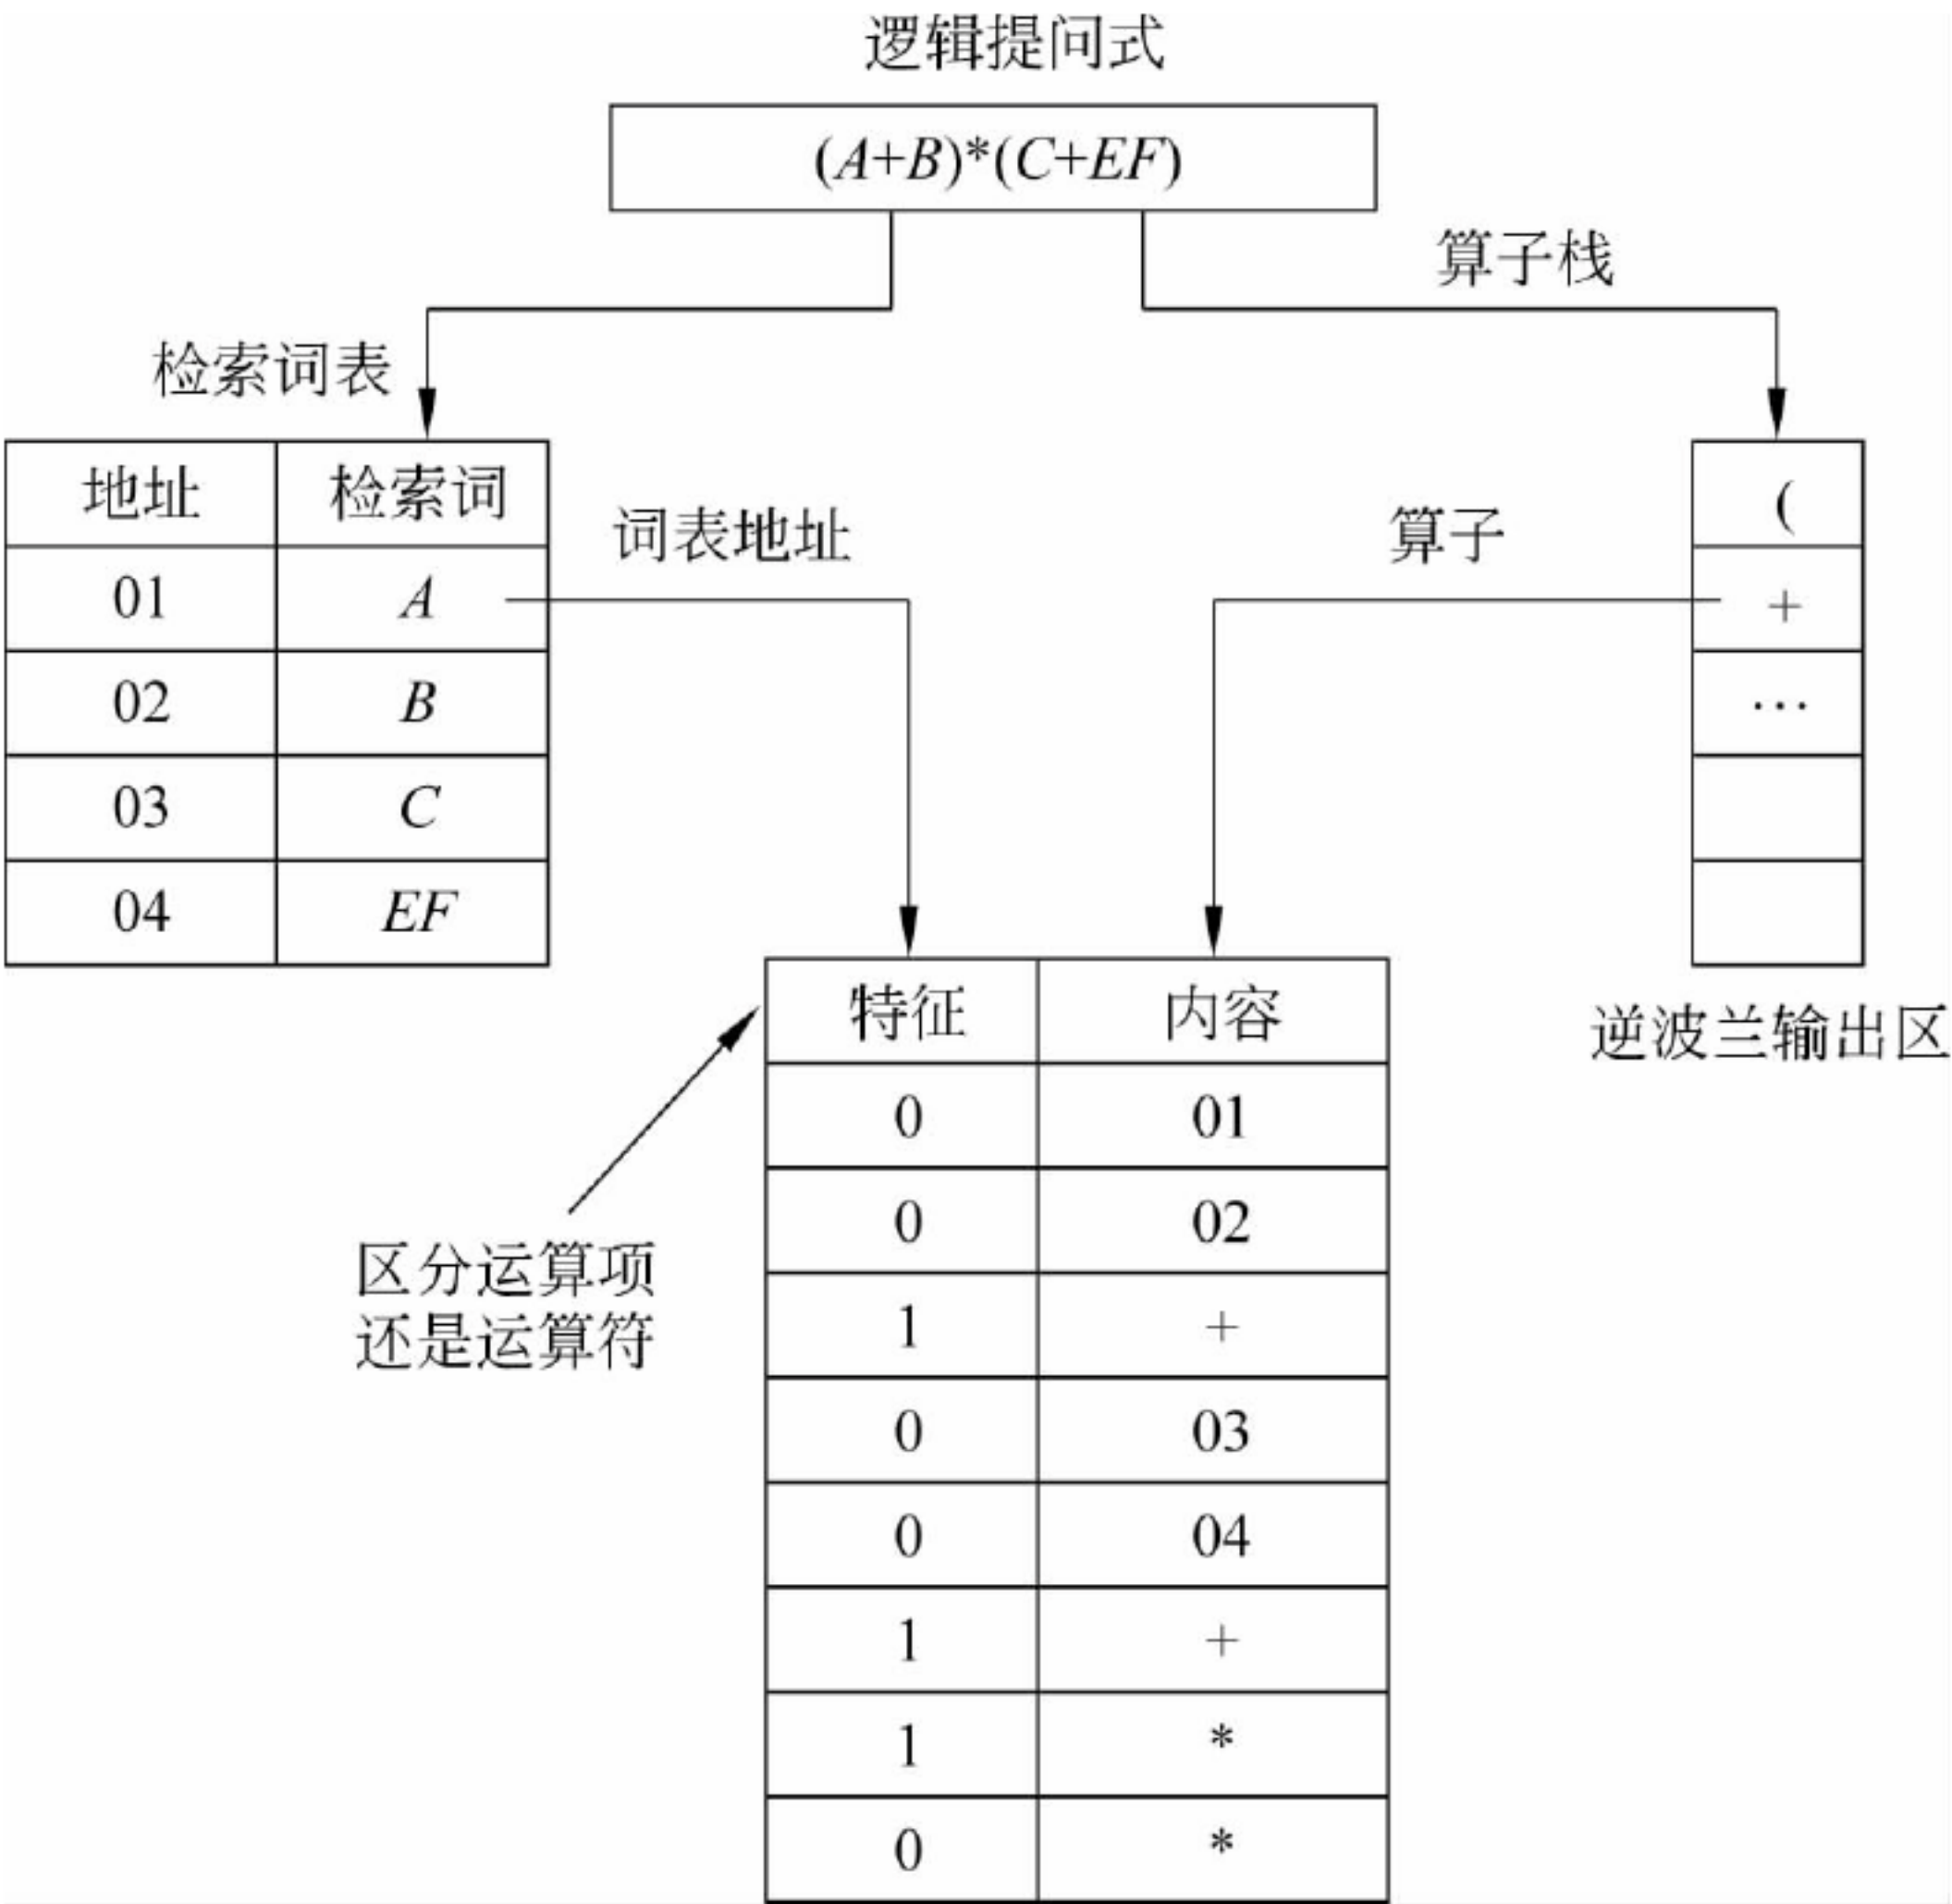 逻辑提问式
(A+B)*(C+EF)
算子栈
检索词表
地址 检索词
01 A
02 B
03 C
04 EF
词表地址
算子
(
+
…
逆波兰输出区
特征 内容
0 01
0 02
1 +
0 03
0 04
1 +
1 *
0 *
区分运算项
还是运算符